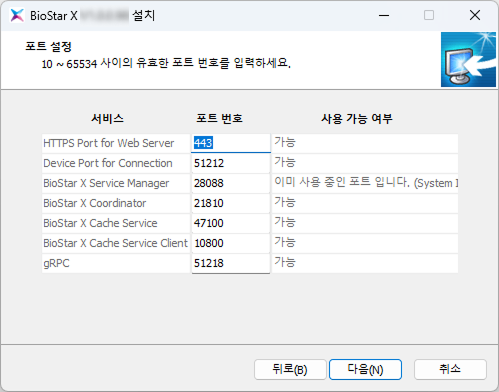 BioStar X 설치
포트 설정
10 ~ 65534 사이의 유효한 포트 번호를 입력하세요.
서비스 포트 번호 사용 가능 여부
HTTPS Port for Web Server 443 가능
Device Port for Connection 51212 가능
BioStar X Service Manager 28088 이미 사용 중인 포트 입니다. (System I
BioStar X Coordinator 21810 가능
BioStar X Cache Service 47100 가능
BioStar X Cache Service Client 10800 가능
gRPC 51218 가능
뒤로(B) 다음(N) 취소